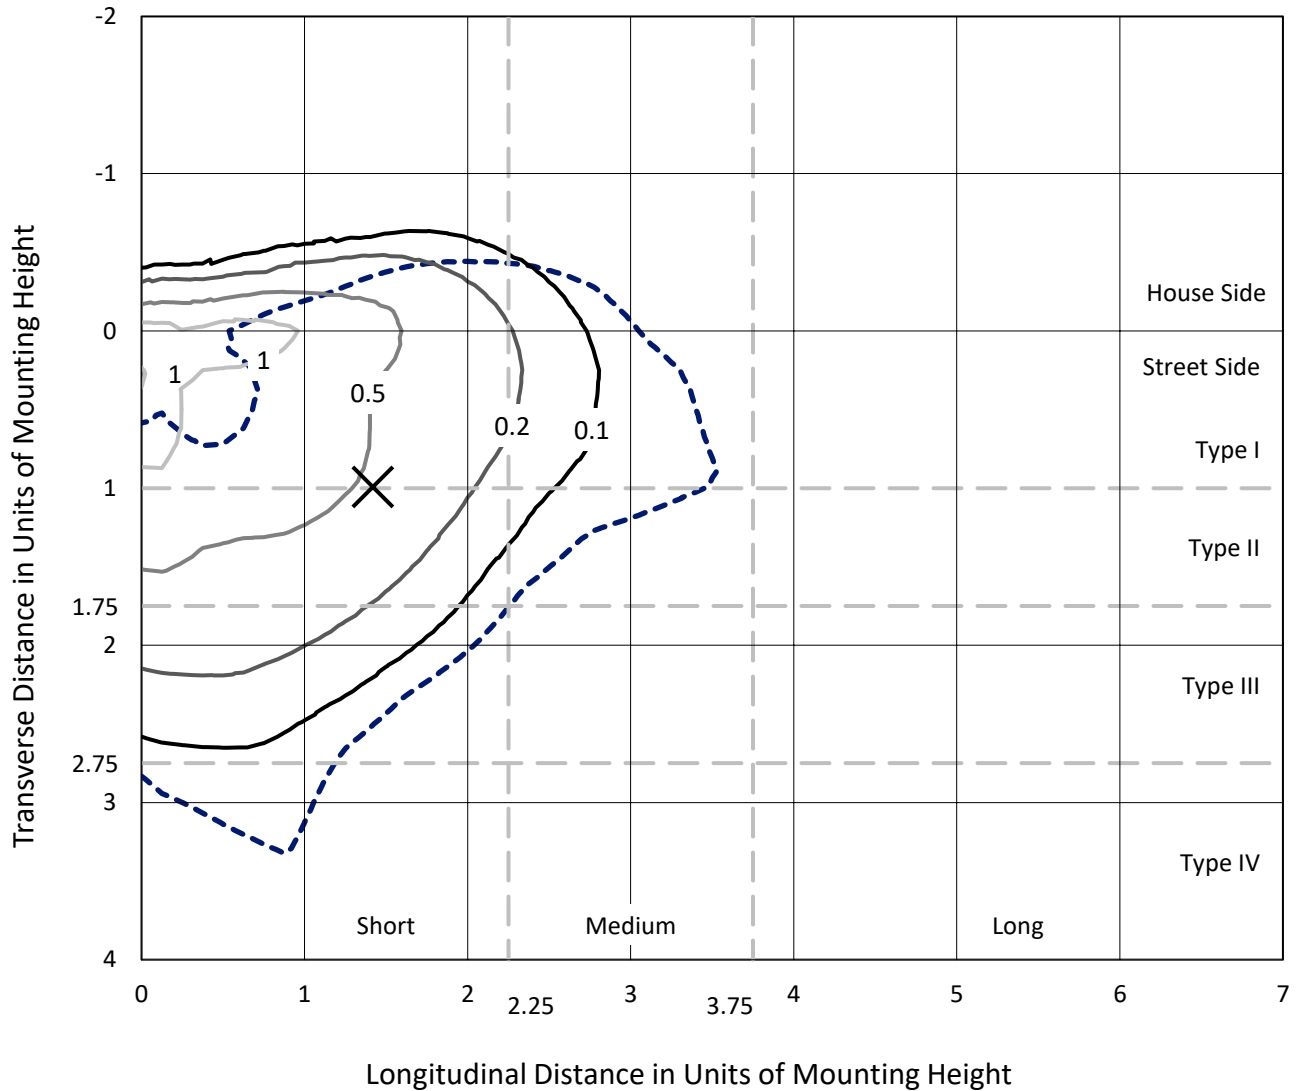 -2
-1
0
1
1.75
2
2.75
3
4
Transverse Distance in Units of Mounting Height
House Side
Street Side
Type I
Type II
Type III
Type IV
1
1
0.5
0.2
0.1
Short
Medium
Long
0
1
2
2.25
3
3.75
4
5
6
7
Longitudinal Distance in Units of Mounting Height